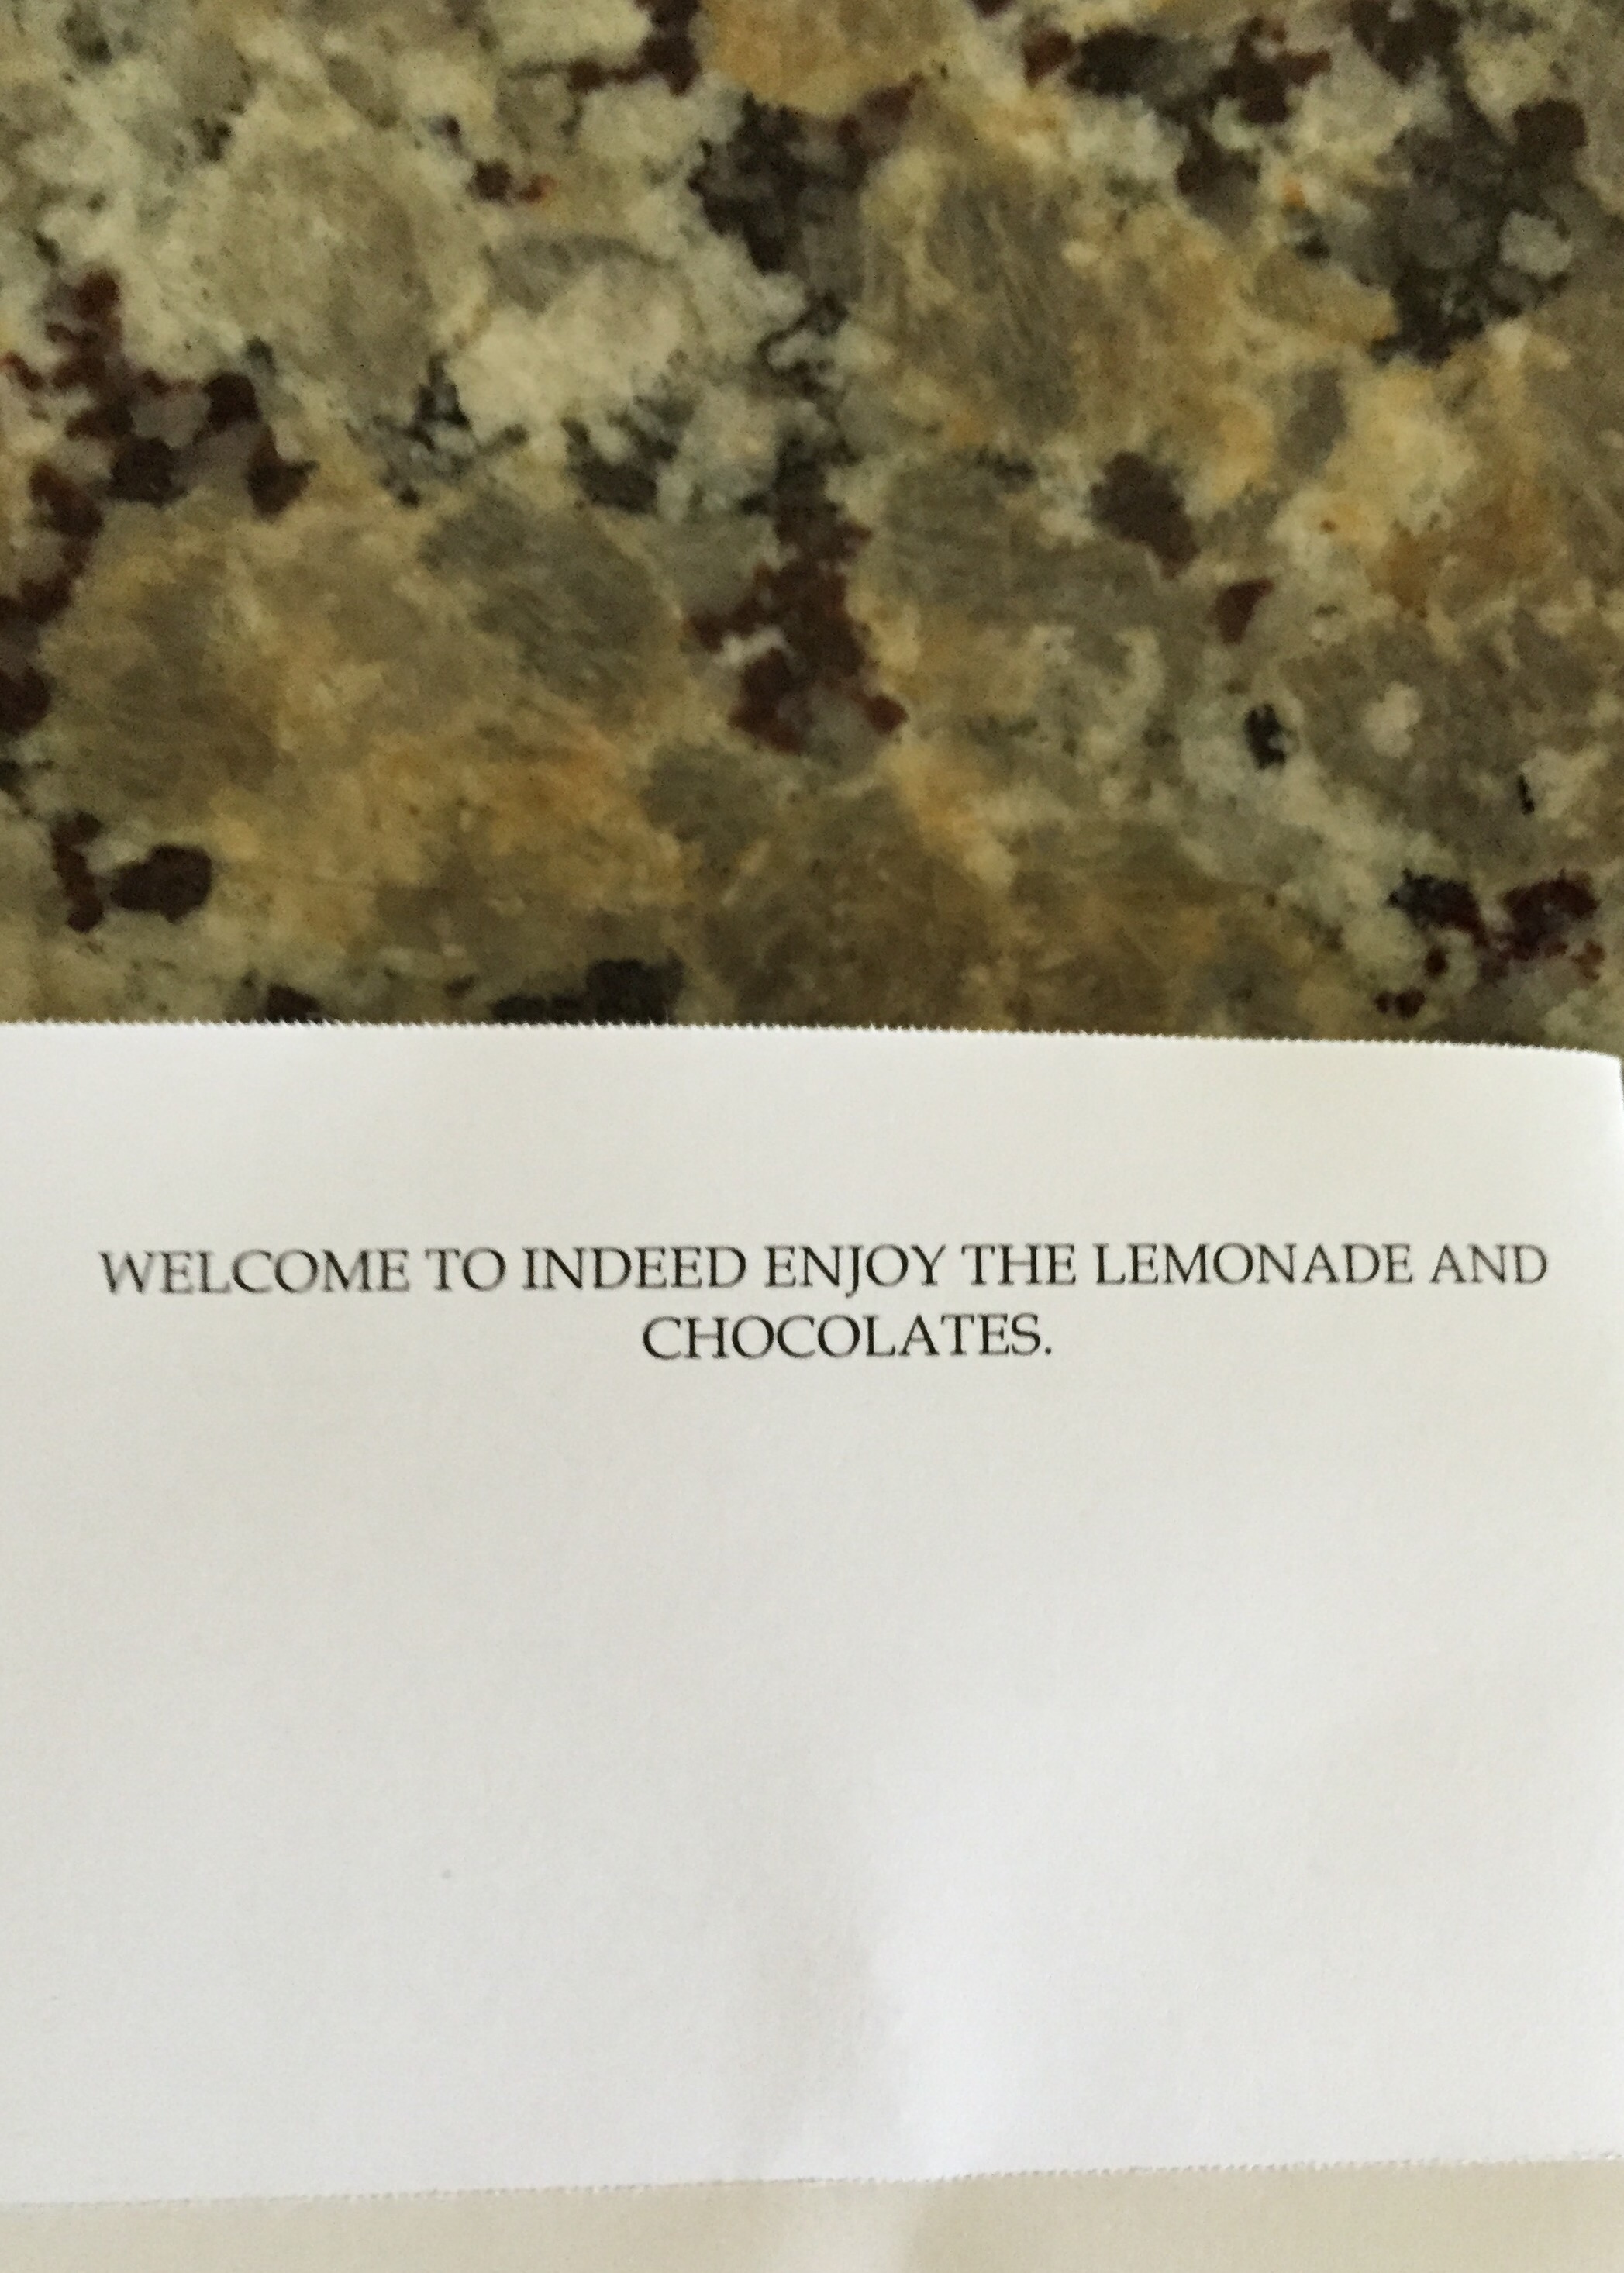 WELCOME TO INDEED ENJOY THE LEMONADE AND
CHOCOLATES.